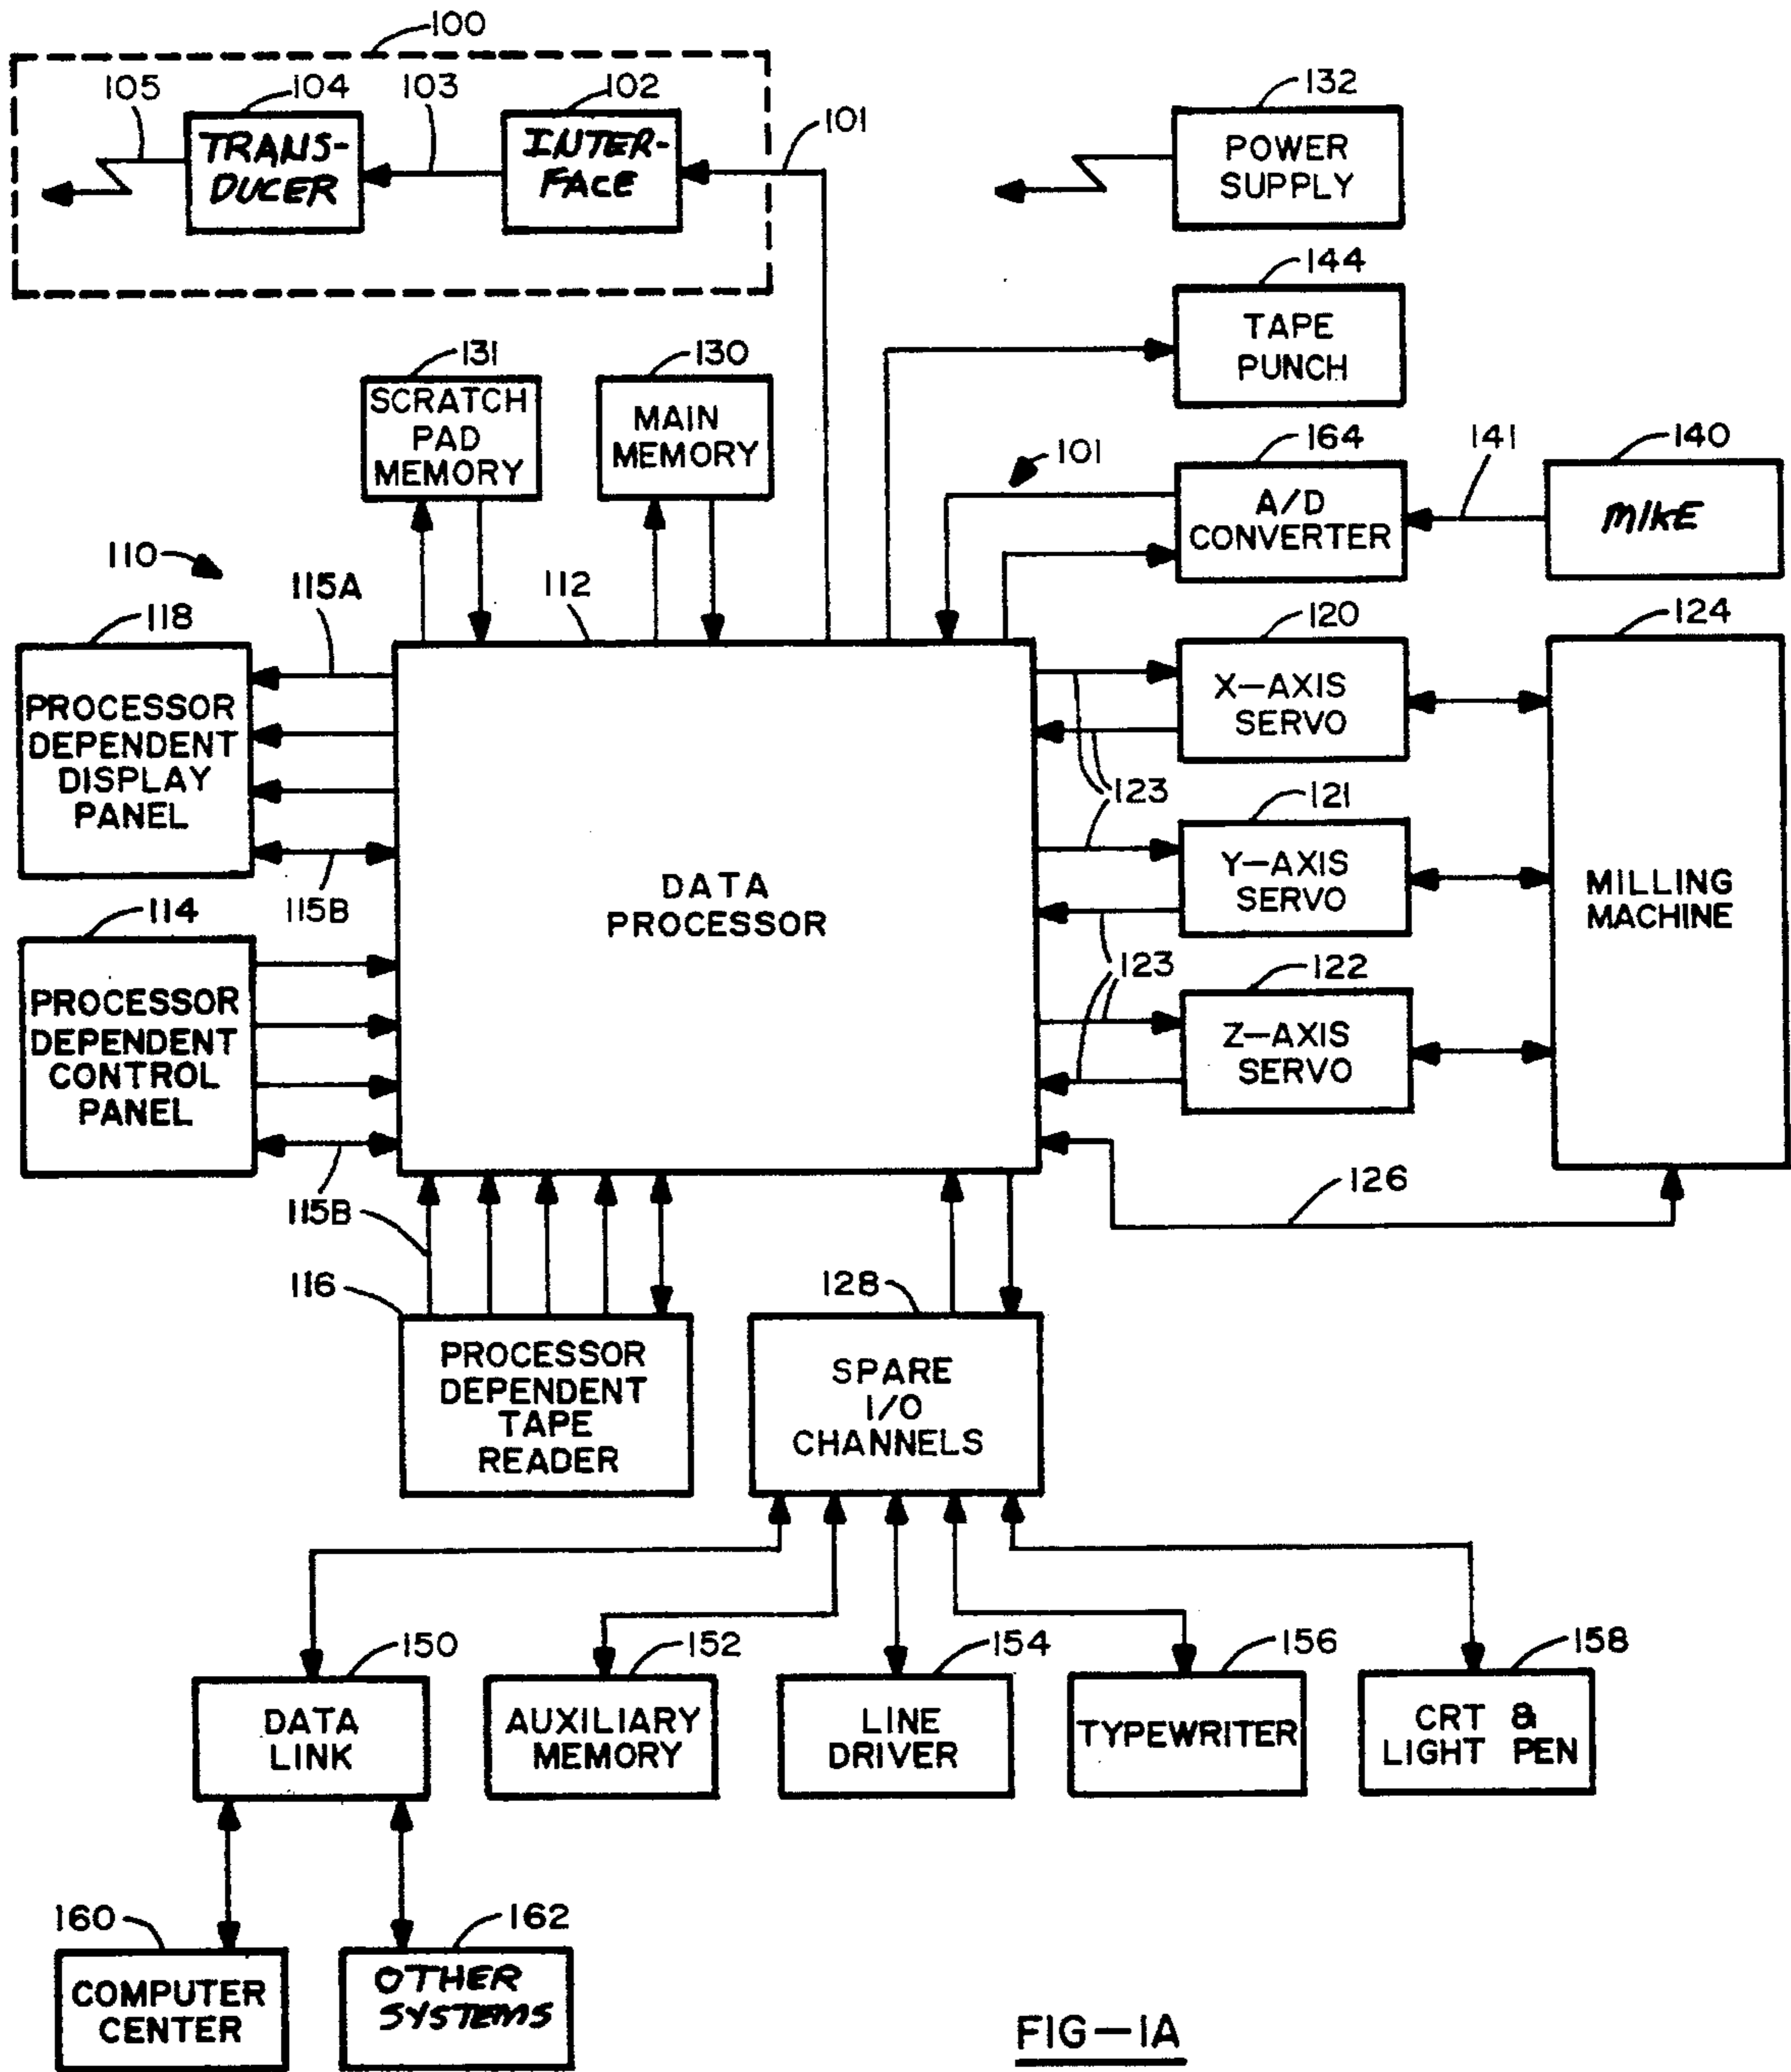 100
105
104
103
102
101
TRANS-
DUCER
INTER-
FACE
132
POWER
SUPPLY
144
TAPE
PUNCH
131
SCRATCH
PAD
MEMORY
130
MAIN
MEMORY
101
164
A/D
CONVERTER
141
140
MIKE
110
115A
112
118
PROCESSOR
DEPENDENT
DISPLAY
PANEL
115B
120
X-AXIS
SERVO
124
123
121
Y-AXIS
SERVO
DATA
PROCESSOR
MILLING
MACHINE
114
PROCESSOR
DEPENDENT
CONTROL
PANEL
123
122
Z-AXIS
SERVO
115B
126
116
PROCESSOR
DEPENDENT
TAPE
READER
128
SPARE
I/O
CHANNELS
150
DATA
LINK
152
AUXILIARY
MEMORY
154
LINE
DRIVER
156
TYPEWRITER
158
CRT &
LIGHT PEN
160
COMPUTER
CENTER
162
OTHER
SYSTEMS
FIG-1A